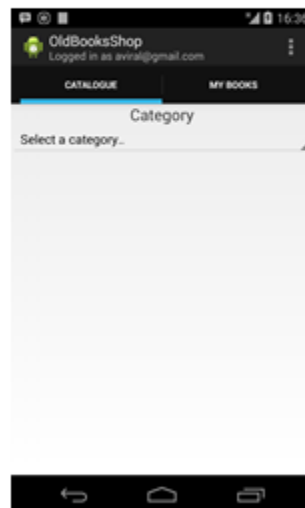 16:36
OldBooksShop
Logged in as aviral@gmail.com
CATALOGUE MY BOOKS
Category
Select a category..